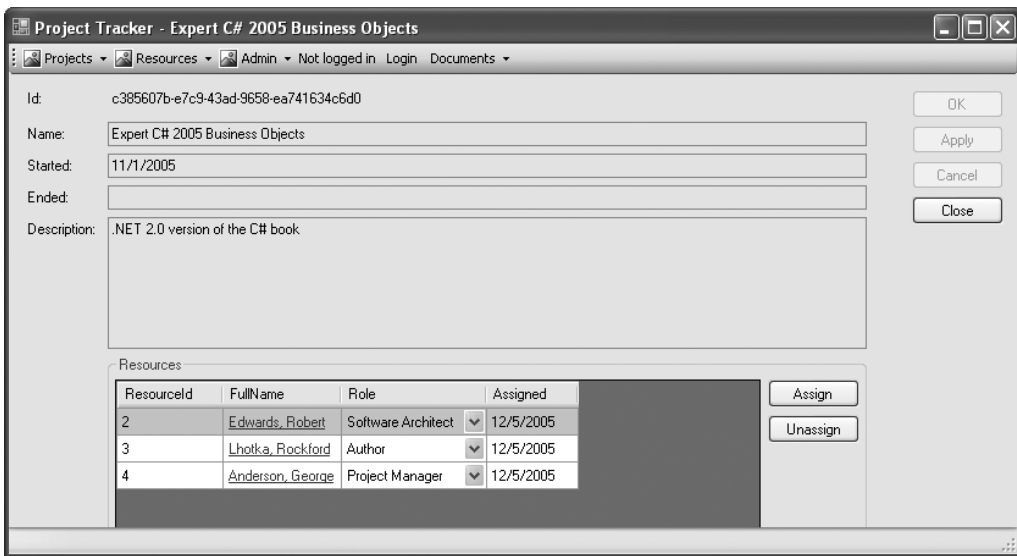 Project Tracker - Expert C# 2005 Business Objects
Projects Resources Admin Not logged in Login Documents
Id: c385607b-e7c9-43ad-9658-ea741634c6d0
OK
Name: Expert C# 2005 Business Objects
Apply
Started: 11/1/2005
Cancel
Ended:
Close
Description: .NET 2.0 version of the C# book
Resources
ResourceId FullName Role Assigned
Assign
2 Edwards, Robert Software Architect 12/5/2005
Unassign
3 Lhotka, Rockford Author 12/5/2005
4 Anderson, George Project Manager 12/5/2005